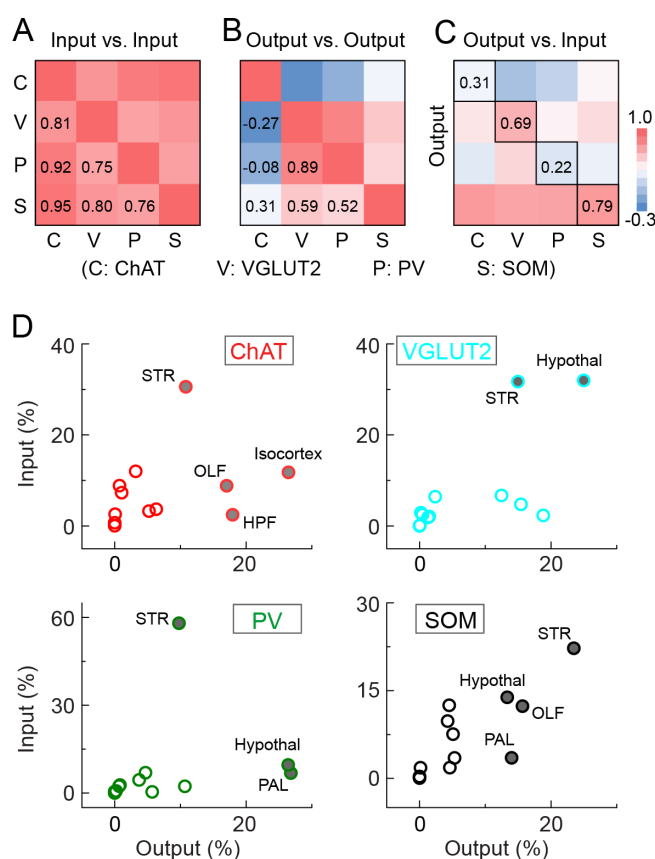 A Input vs. Input B Output vs. Output C Output vs. Input
C 0.31
V 0.81 -0.27 0.69
P 0.92 0.75 -0.08 0.89 0.22
S 0.95 0.80 0.76 0.31 0.59 0.52 0.79
Output
1.0
-0.3
C V P S C V P S C V P S
(C: ChAT V: VGLUT2 P: PV S: SOM)
D
ChAT
Input (%)
40
20
0
0 20
STR
OLF
Isocortex
HPF
VGLUT2
40
20
0
0 20
Hypothal
STR
PV
Input (%)
60
30
0
0 20
Output (%)
STR
Hypothal
PAL
SOM
30
15
0
0 20
Output (%)
STR
Hypothal
OLF
PAL